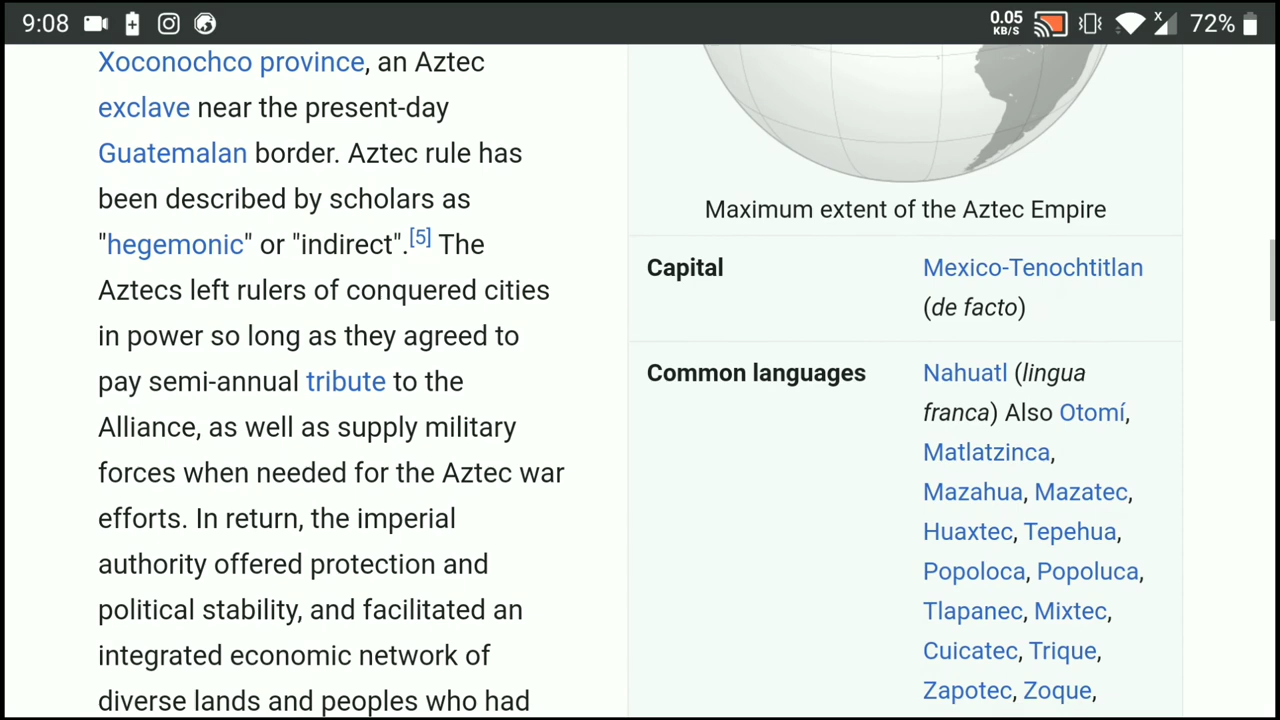 9:08
0.05
KB/S
X
72%
Xoconochco province, an Aztec
exclave near the present-day
Guatemalan border. Aztec rule has
been described by scholars as
"hegemonic" or "indirect".[5] The
Aztecs left rulers of conquered cities
in power so long as they agreed to
pay semi-annual tribute to the
Alliance, as well as supply military
forces when needed for the Aztec war
efforts. In return, the imperial
authority offered protection and
political stability, and facilitated an
integrated economic network of
diverse lands and peoples who had
Maximum extent of the Aztec Empire
Capital
Mexico-Tenochtitlan
(de facto)
Common languages
Nahuatl (lingua
franca) Also Otomí,
Matlatzinca,
Mazahua, Mazatec,
Huaxtec, Tepehua,
Popoloca, Popoluca,
Tlapanec, Mixtec,
Cuicatec, Trique,
Zapotec, Zoque,